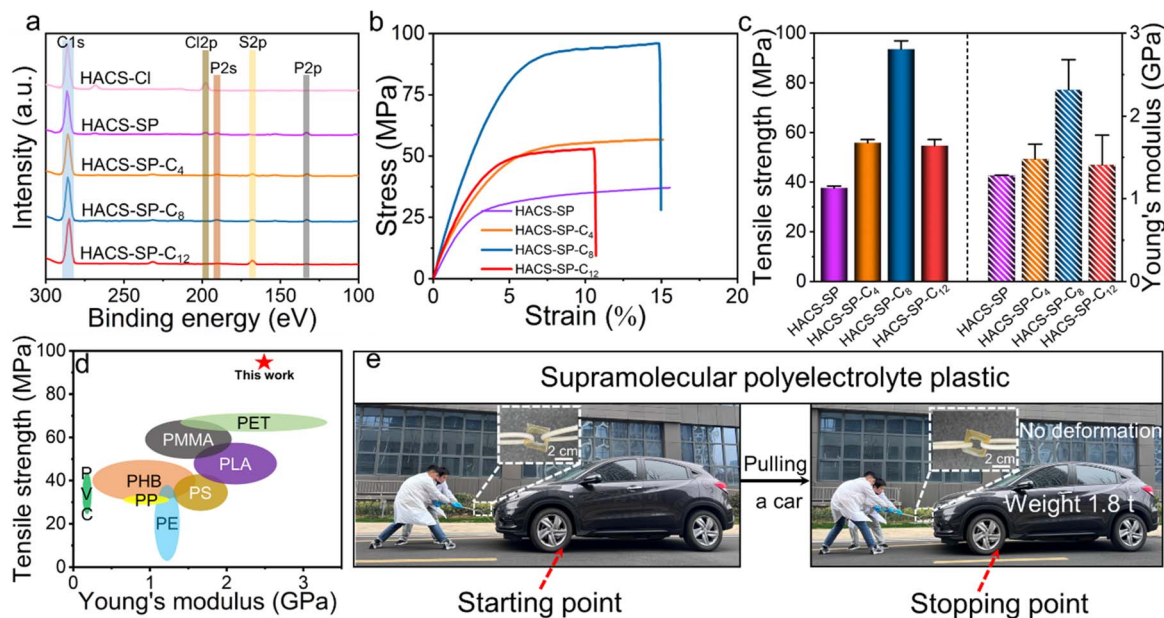 a
Intensity (a.u.)
C1s
Cl2p
S2p
P2s
P2p
HACS-Cl
HACS-SP
HACS-SP-C4
HACS-SP-C8
HACS-SP-C12
300 250 200 150 100
Binding energy (eV)
b
Stress (MPa)
100
75
50
25
0
HACS-SP
HACS-SP-C4
HACS-SP-C8
HACS-SP-C12
0 5 10 15 20
Strain (%)
c
Tensile strength (MPa)
100
80
60
40
20
0
HACS-SP
HACS-SP-C4
HACS-SP-C8
HACS-SP-C12
HACS-SP
HACS-SP-C4
HACS-SP-C8
HACS-SP-C12
3
2
1
0
Young's modulus (GPa)
d
Tensile strength (MPa)
100
80
60
40
20
0
This work
PET
PMMA
PLA
PHB
PVC
PP
PS
PE
0 1 2 3
Young's modulus (GPa)
e
Supramolecular polyelectrolyte plastic
2 cm
Pulling
a car
2 cm
No deformation
Weight 1.8 t
Starting point
Stopping point